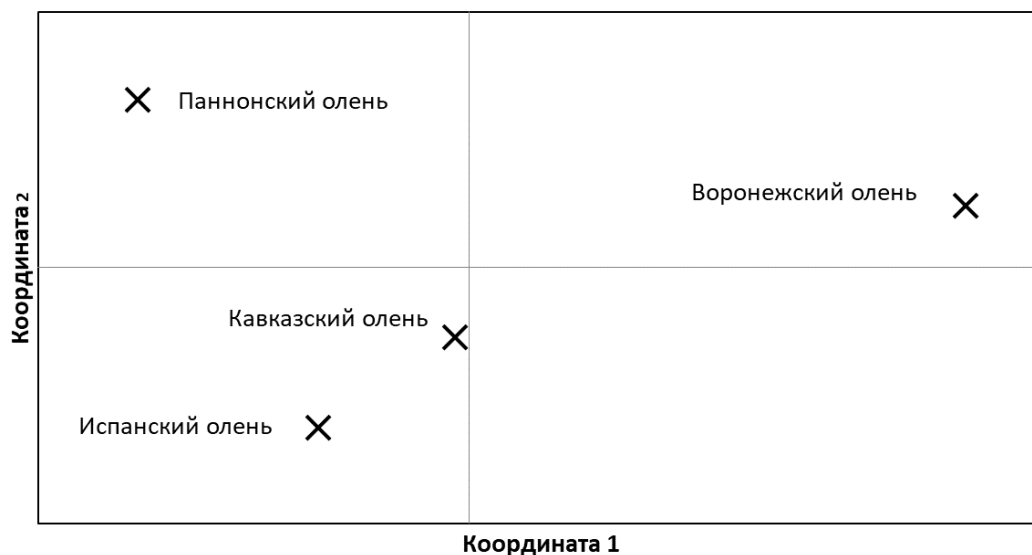 Паннонский олень
Воронежский олень
Координата 2
Кавказский олень
Испанский олень
Координата 1